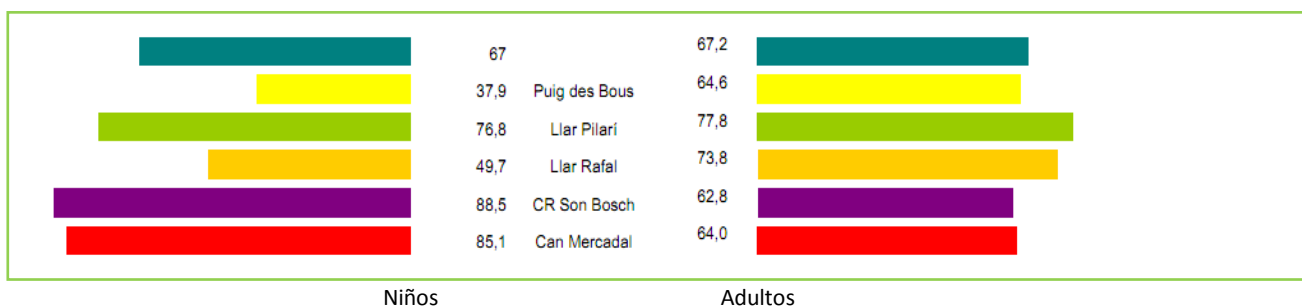 67 67,2
37,9 Puig des Bous 64,6
76,8 Llar Pilarí 77,8
49,7 Llar Rafal 73,8
88,5 CR Son Bosch 62,8
85,1 Can Mercadal 64,0
Niños Adultos